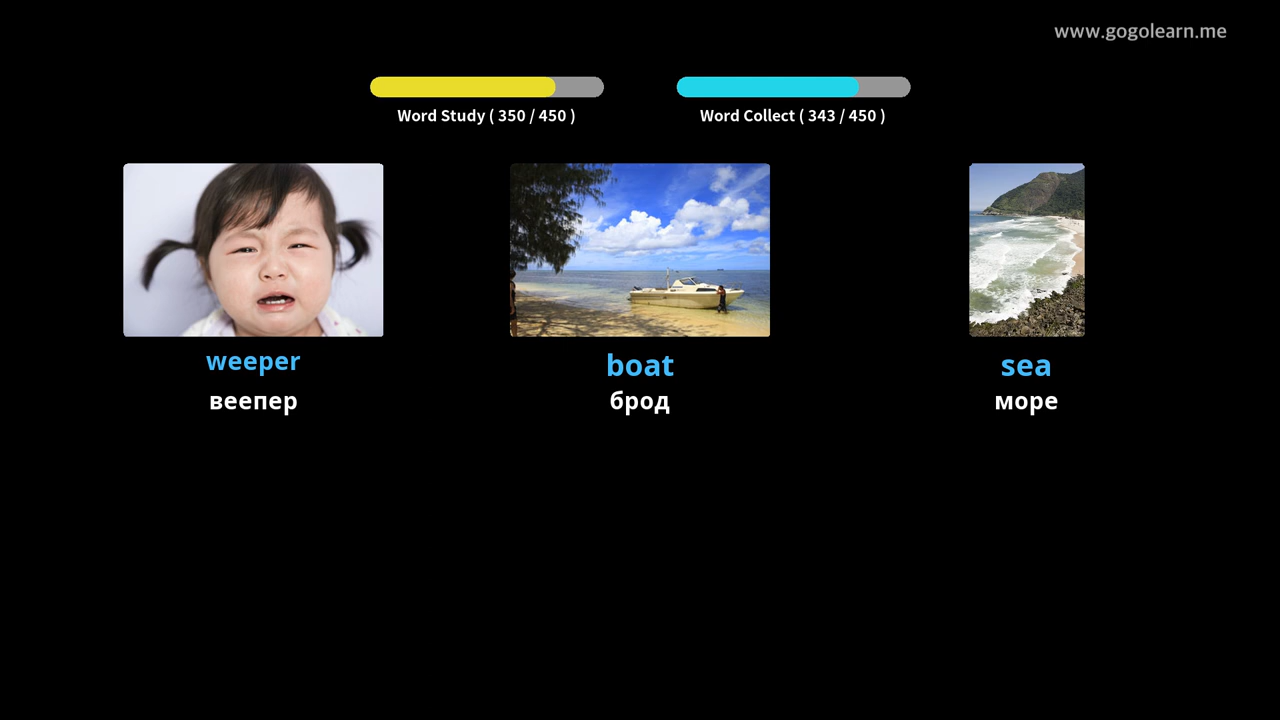 www.gogolearn.me
Word Study ( 350 / 450 )
Word Collect ( 343 / 450 )
weeper
веепер
boat
брод
sea
море